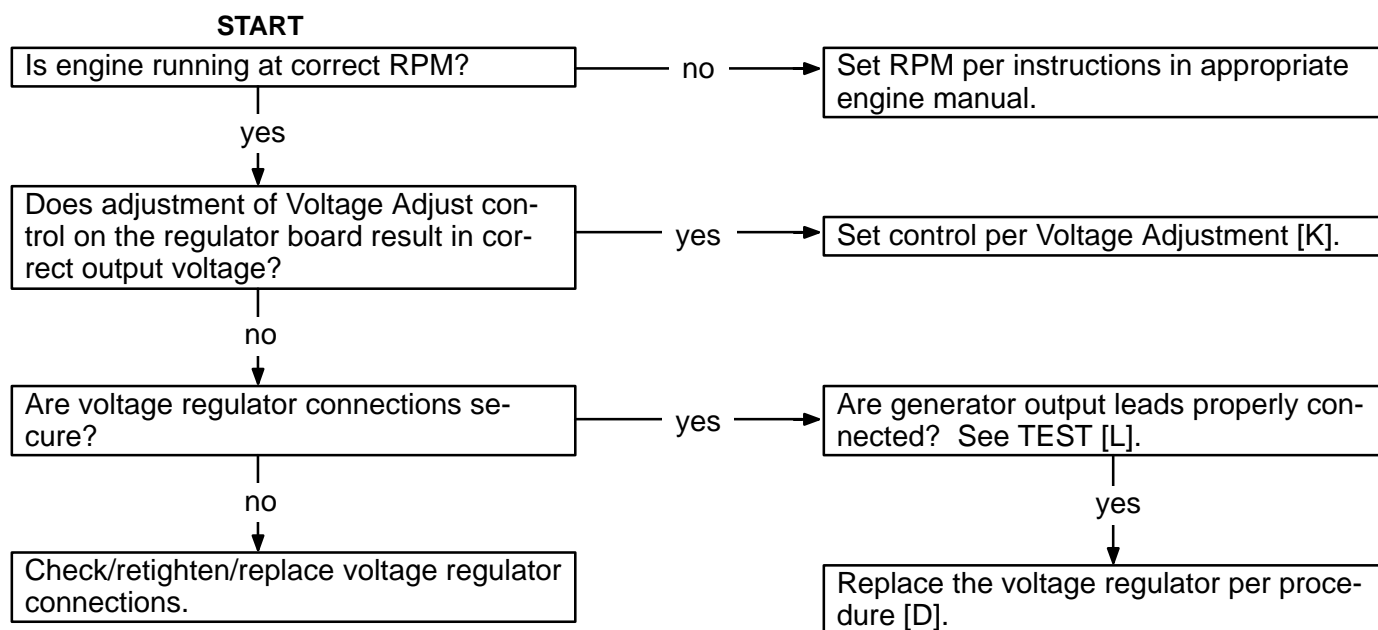 START
Is engine running at correct RPM?
no
Set RPM per instructions in appropriate
engine manual.
yes
Does adjustment of Voltage Adjust con-
trol on the regulator board result in cor-
rect output voltage?
yes
Set control per Voltage Adjustment [K].
no
Are voltage regulator connections se-
cure?
yes
Are generator output leads properly con-
nected?  See TEST [L].
no
yes
Check/retighten/replace voltage regulator
connections.
Replace the voltage regulator per proce-
dure [D].